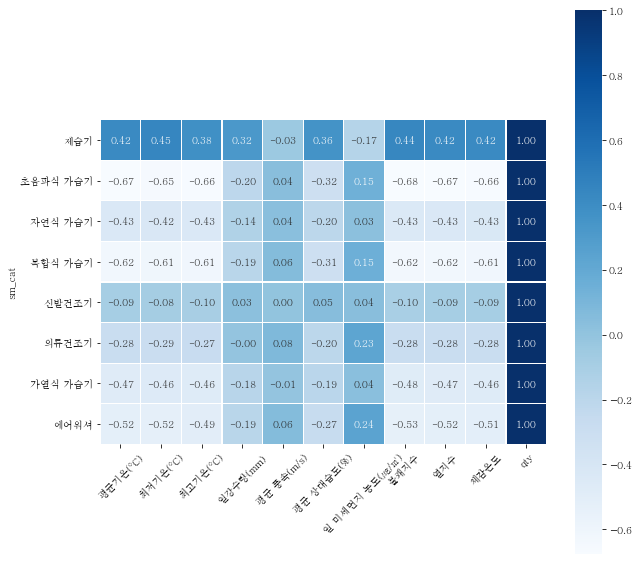 제습기 0.42 0.45 0.38 0.32 −0.03 0.36 −0.17 0.44 0.42 0.42 1.00
초음파식 가습기 −0.67 −0.65 −0.66 −0.20 0.04 −0.32 0.15 −0.68 −0.67 −0.66 1.00
자연식 가습기 −0.43 −0.42 −0.43 −0.14 0.04 −0.20 0.03 −0.43 −0.43 −0.43 1.00
복합식 가습기 −0.62 −0.61 −0.61 −0.19 0.06 −0.31 0.15 −0.62 −0.62 −0.61 1.00
신발건조기 −0.09 −0.08 −0.10 0.03 0.00 0.05 0.04 −0.10 −0.09 −0.09 1.00
의류건조기 −0.28 −0.29 −0.27 −0.00 0.08 −0.20 0.23 −0.28 −0.28 −0.28 1.00
가열식 가습기 −0.47 −0.46 −0.46 −0.18 −0.01 −0.19 0.04 −0.48 −0.47 −0.46 1.00
에어워셔 −0.52 −0.52 −0.49 −0.19 0.06 −0.27 0.24 −0.53 −0.52 −0.51 1.00
sm_cat
평균기온(°C)
최저기온(°C)
최고기온(°C)
일강수량(mm)
평균 풍속(m/s)
평균 상대습도(%)
일 미세먼지 농도(㎍/㎥)
불쾌지수
열지수
체감온도
qty
1.0
0.8
0.6
0.4
0.2
0.0
−0.2
−0.4
−0.6